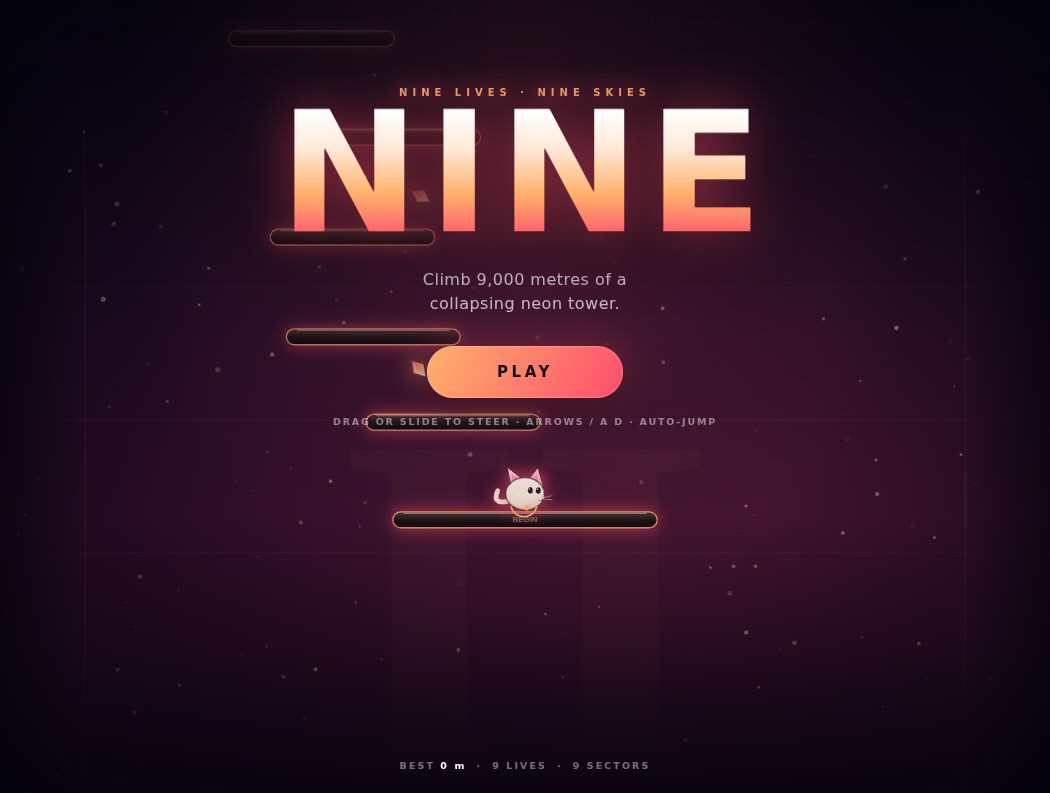 NINE LIVES · NINE SKIES
NINE
Climb 9,000 metres of a
collapsing neon tower.
PLAY
DRAG OR SLIDE TO STEER · ARROWS / A D · AUTO-JUMP
BEGIN
BEST 0 m · 9 LIVES · 9 SECTORS